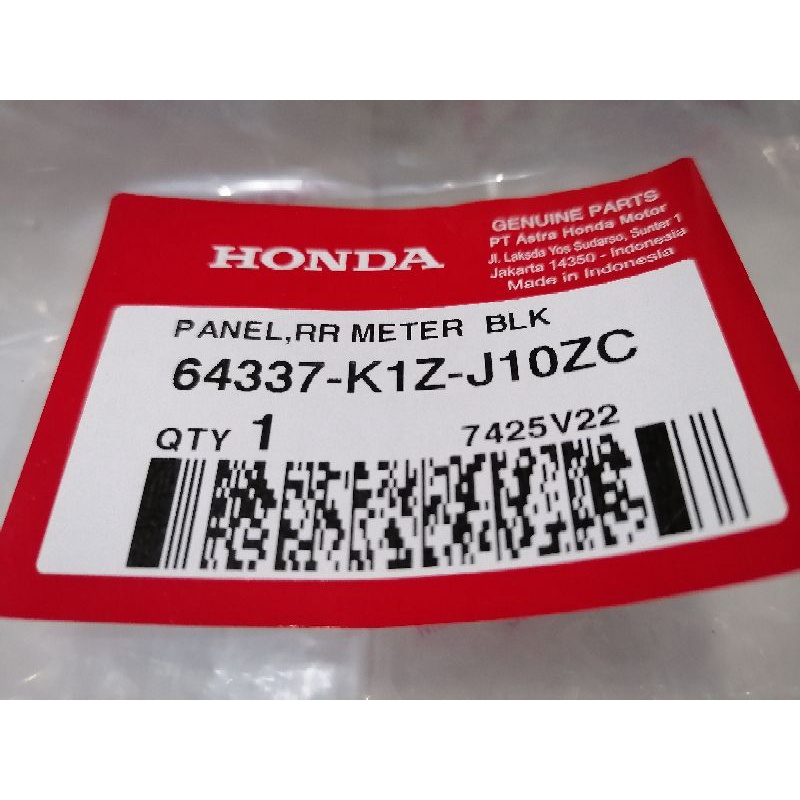 HONDA
GENUINE PARTS
PT Astra Honda Motor
Jl. Laksda Yos Sudarso, Sunter 1
Jakarta 14350 - Indonesia
Made in Indonesia
PANEL,RR METER BLK
64337-K1Z-J10ZC
QTY 1
7425V22